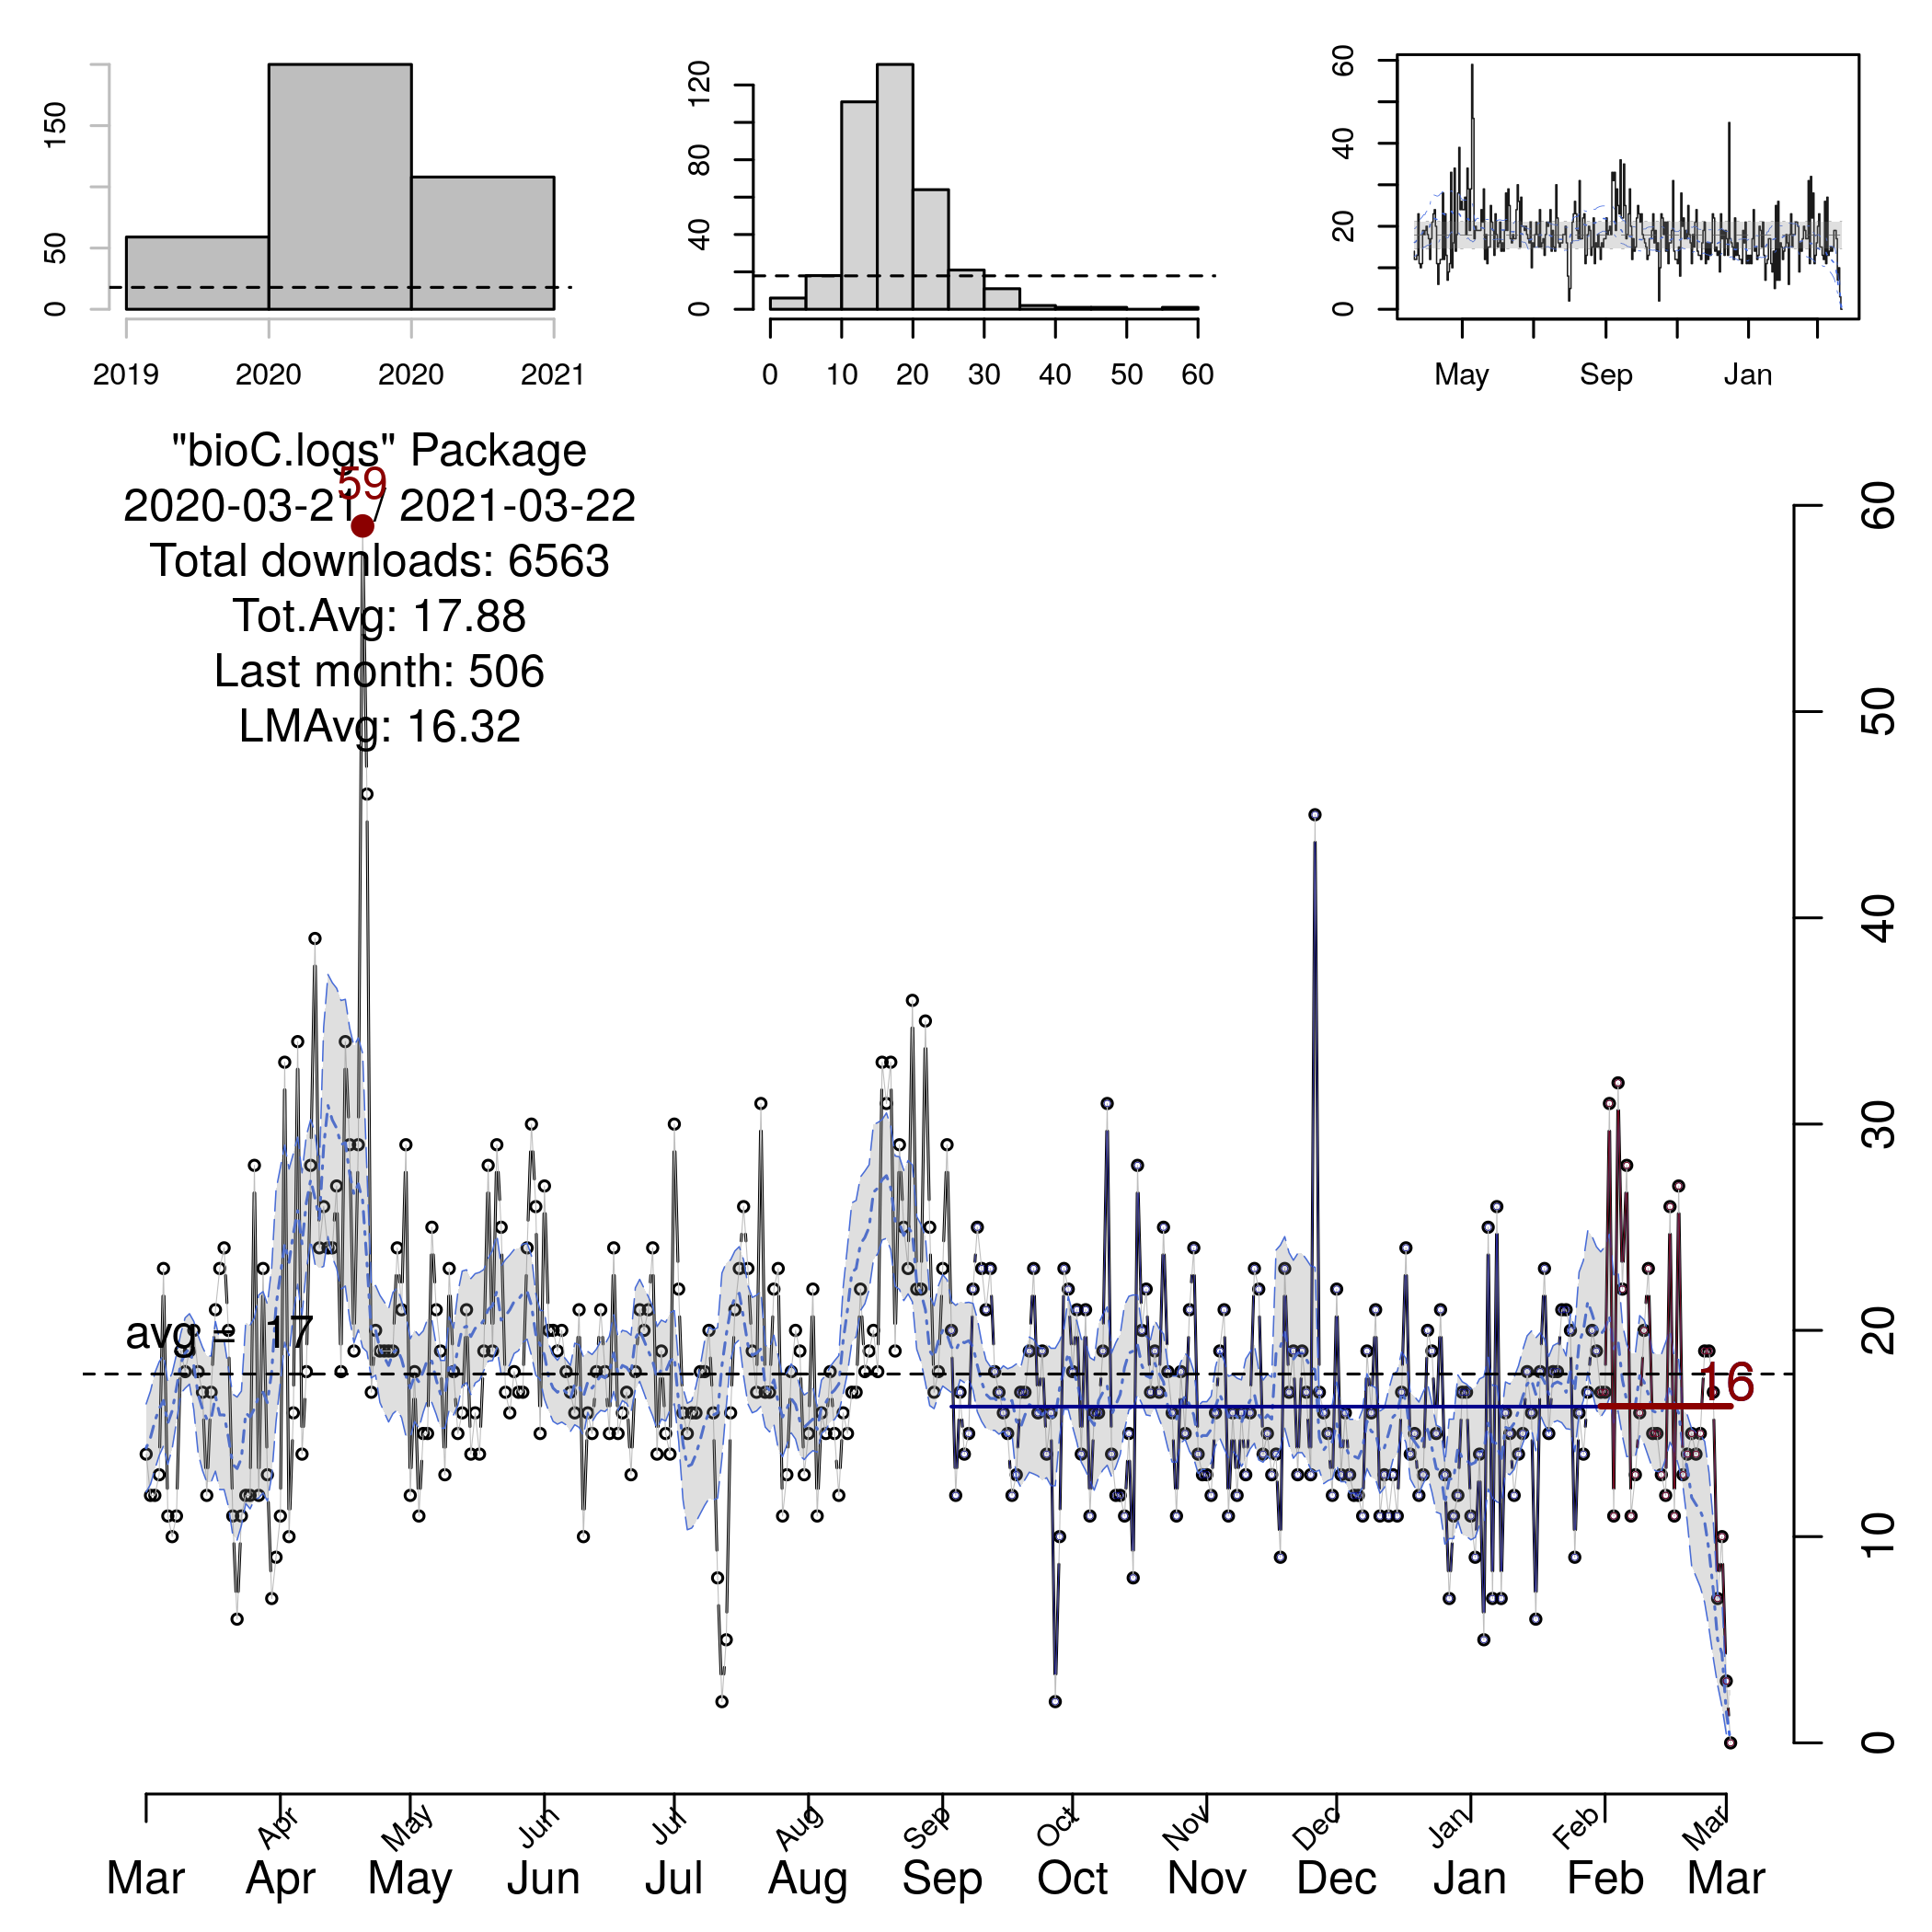 150
50
0
2019 2020 2020 2021
120
80
40
0
0 10 20 30 40 50 60
60
40
20
0
May Sep Jan
"bioC.logs" Package
59
2020-03-21 / 2021-03-22
Total downloads: 6563
Tot.Avg: 17.88
Last month: 506
LMAvg: 16.32
avg = 17
16
60
50
40
30
20
10
0
Apr May Jun Jul Aug Sep Oct Nov Dec Jan Feb Mar
Mar Apr May Jun Jul Aug Sep Oct Nov Dec Jan Feb Mar